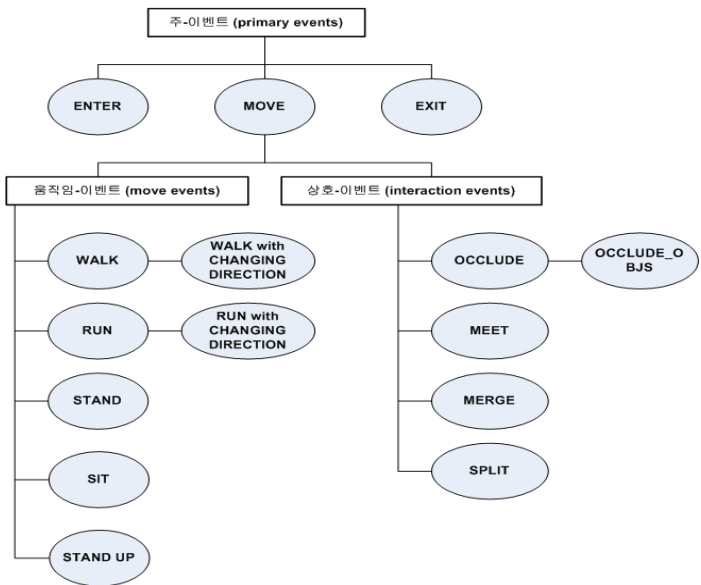 주-이벤트 (primary events)
ENTER
MOVE
EXIT
움직임-이벤트 (move events)
상호-이벤트 (interaction events)
WALK
WALK with
CHANGING
DIRECTION
RUN
RUN with
CHANGING
DIRECTION
STAND
SIT
STAND UP
OCCLUDE
OCCLUDE_O
BJS
MEET
MERGE
SPLIT